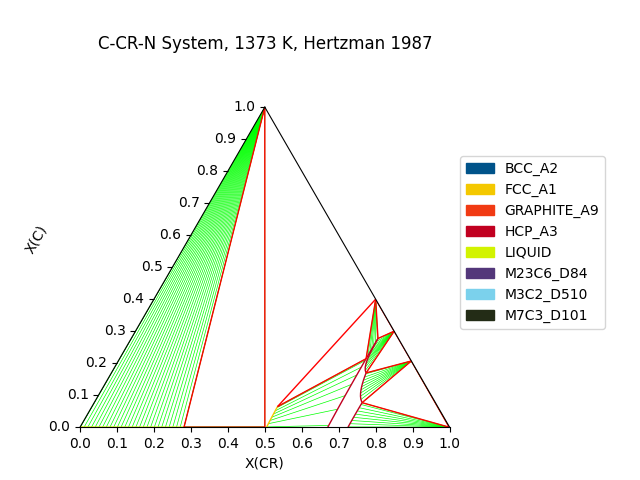 C-CR-N System, 1373 K, Hertzman 1987
1.0
0.9
0.8
0.7
0.6
0.5
0.4
0.3
0.2
0.1
0.0
X(C)
0.0 0.1 0.2 0.3 0.4 0.5 0.6 0.7 0.8 0.9 1.0
X(CR)
BCC_A2
FCC_A1
GRAPHITE_A9
HCP_A3
LIQUID
M23C6_D84
M3C2_D510
M7C3_D101